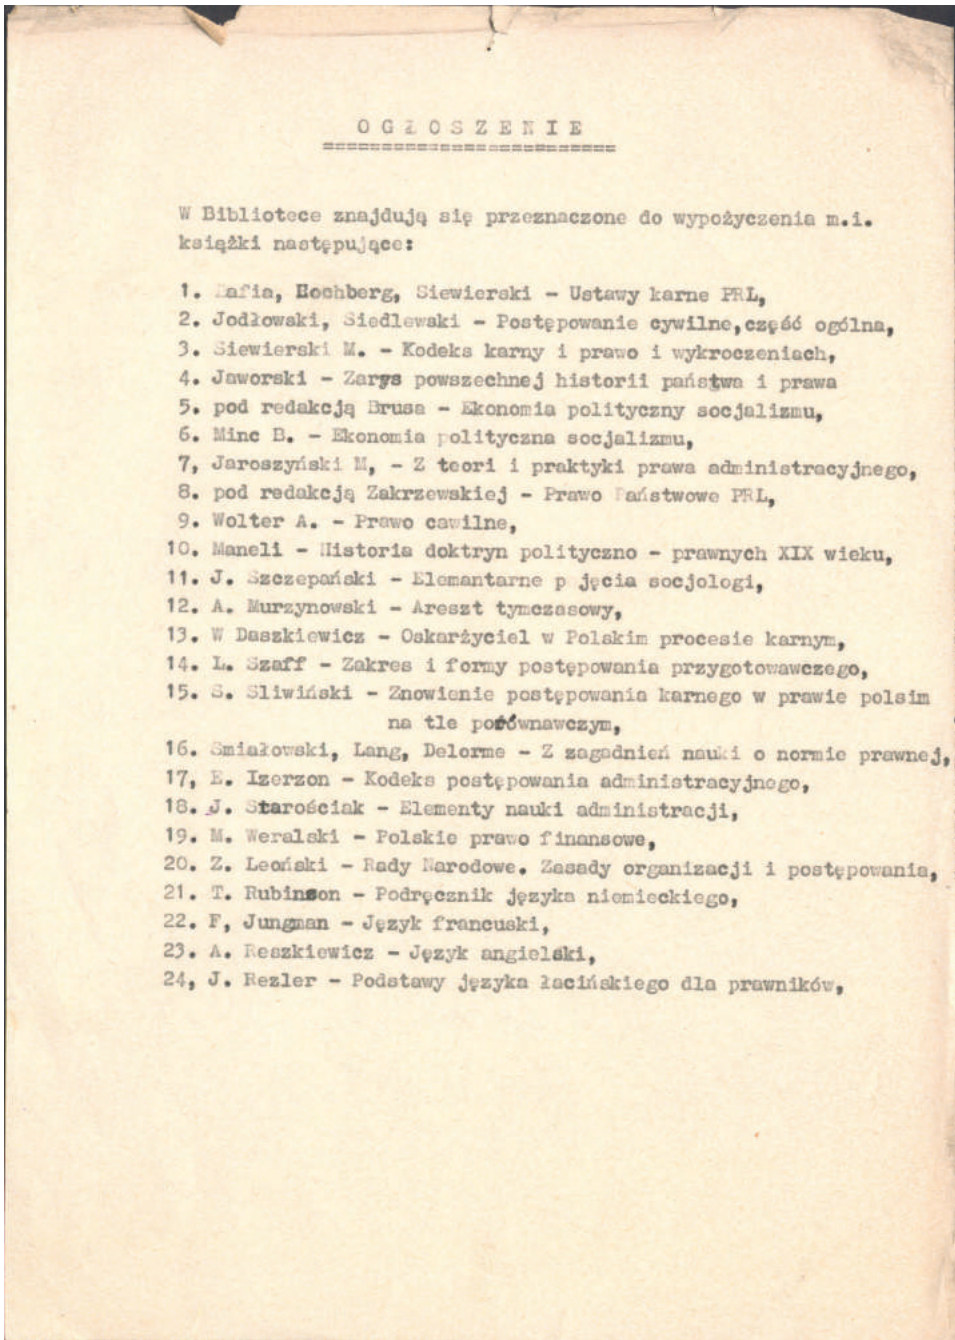 OGŁOSZENIE
=========================
W Bibliotece znajdują się przeznaczone do wypożyczenia m.i.
książki następujące:
1. Bafia, Hochberg, Siewierski - Ustawy karne PRL,
2. Jodłowski, Siedlewski - Postępowanie cywilne,część ogólna,
3. Siewierski M. - Kodeks karny i prawo i wykroczeniach,
4. Jaworski - Zarys powszechnej historii państwa i prawa
5. pod redakcją Brusa - Ekonomia polityczny socjalizmu,
6. Minc B. - Ekonomia polityczna socjalizmu,
7, Jaroszyński M, - Z teori i praktyki prawa administracyjnego,
8. pod redakcją Zakrzewskiej - Prawo Państwowe PRL,
9. Wolter A. - Prawo cawilne,
10. Maneli - Historia doktryn polityczno - prawnych XIX wieku,
11. J. Szczepański - Elemantarne p jęcia socjologi,
12. A. Murzynowski - Areszt tymczasowy,
13. W Daszkiewicz - Oskarżyciel w Polskim procesie karnym,
14. L. Szaff - Zakres i formy postępowania przygotowawczego,
15. S. Sliwiński - Znowienie postępowania karnego w prawie polsim
na tle porównawczym,
16. Smiałowski, Lang, Delorme - Z zagadnień nauki o normie prawnej,
17, E. Izerzon - Kodeks postępowania administracyjnego,
18. J. Starościak - Elementy nauki administracji,
19. M. Weralski - Polskie prawo finansowe,
20. Z. Leoński - Rady Narodowe. Zasady organizacji i postępowania,
21. T. Rubinson - Podręcznik języka niemieckiego,
22. F, Jungman - Język francuski,
23. A. Reszkiewicz - Język angielski,
24, J. Rezler - Podstawy języka łacińskiego dla prawników,